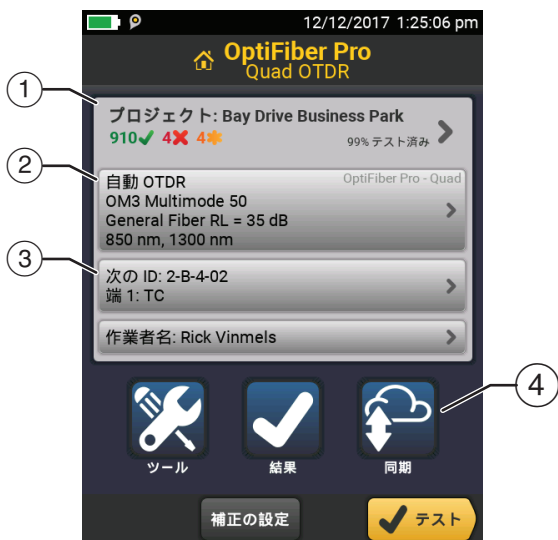 12/12/2017 1:25:06 pm
OptiFiber Pro
Quad OTDR
1
プロジェクト: Bay Drive Business Park
910 4 4
99% テスト済み
2
自動 OTDR
OptiFiber Pro - Quad
OM3 Multimode 50
General Fiber RL = 35 dB
850 nm, 1300 nm
3
次の ID: 2-B-4-02
端 1: TC
作業者名: Rick Vinmels
4
ツール
結果
同期
補正の設定
テスト